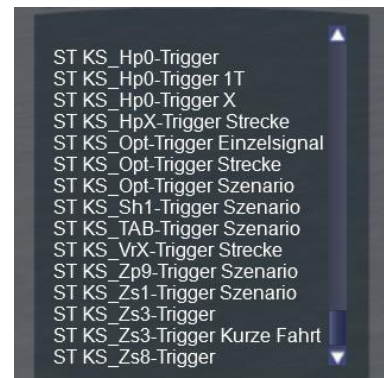 ST KS_Hp0-Trigger
ST KS_Hp0-Trigger 1T
ST KS_Hp0-Trigger X
ST KS_HpX-Trigger Strecke
ST KS_Opt-Trigger Einzelsignal
ST KS_Opt-Trigger Strecke
ST KS_Opt-Trigger Szenario
ST KS_Sh1-Trigger Szenario
ST KS_TAB-Trigger Szenario
ST KS_VrX-Trigger Strecke
ST KS_Zp9-Trigger Szenario
ST KS_Zs1-Trigger Szenario
ST KS_Zs3-Trigger
ST KS_Zs3-Trigger Kurze Fahrt
ST KS_Zs8-Trigger